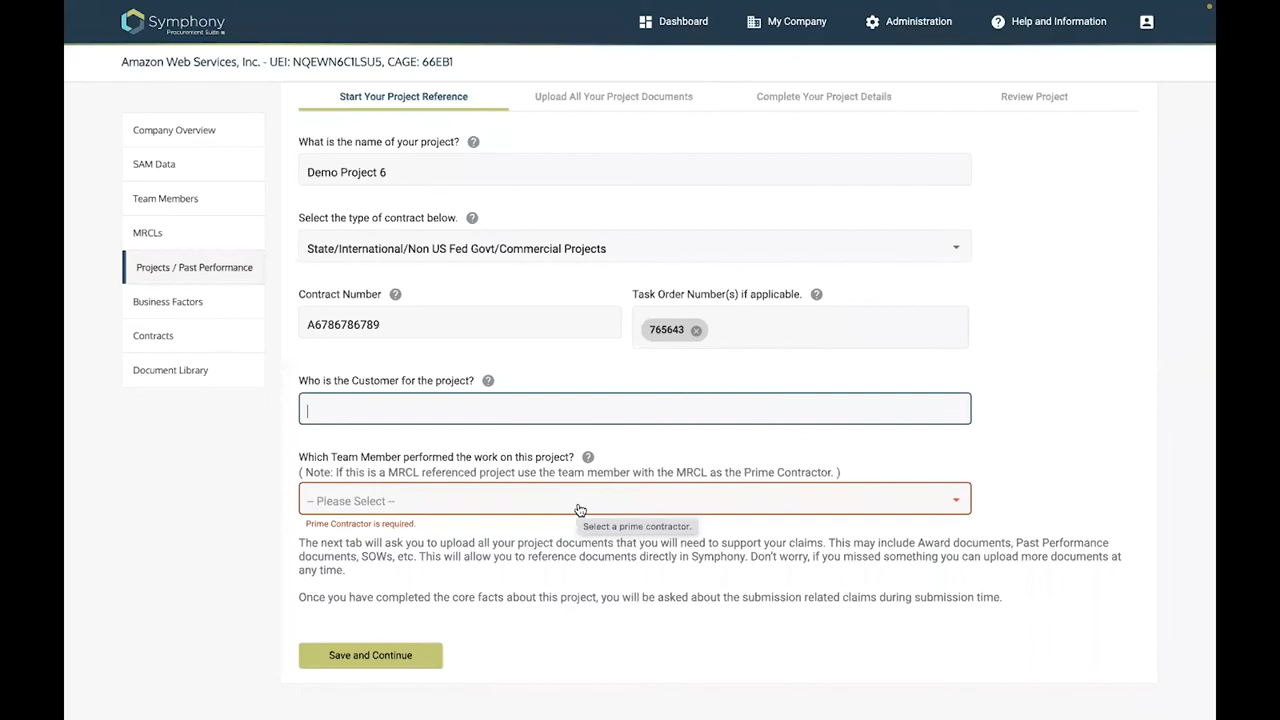 Symphony
Procurement Suite
Dashboard
My Company
Administration
Help and Information
Amazon Web Services, Inc. - UEI: NQEWN6C1LSU5, CAGE: 66EB1
Start Your Project Reference
Upload All Your Project Documents
Complete Your Project Details
Review Project
Company Overview
SAM Data
Team Members
MRCLs
Projects / Past Performance
Business Factors
Contracts
Document Library
What is the name of your project? ?
Demo Project 6
Select the type of contract below. ?
State/International/Non US Fed Govt/Commercial Projects
Contract Number ?
A6786786789
Task Order Number(s) if applicable. ?
765643
Who is the Customer for the project? ?
Which Team Member performed the work on this project? ?
( Note: If this is a MRCL referenced project use the team member with the MRCL as the Prime Contractor. )
-- Please Select --
Prime Contractor is required.
Select a prime contractor.
The next tab will ask you to upload all your project documents that you will need to support your claims. This may include Award documents, Past Performance
documents, SOWs, etc. This will allow you to reference documents directly in Symphony. Don't worry, if you missed something you can upload more documents at
any time.
Once you have completed the core facts about this project, you will be asked about the submission related claims during submission time.
Save and Continue